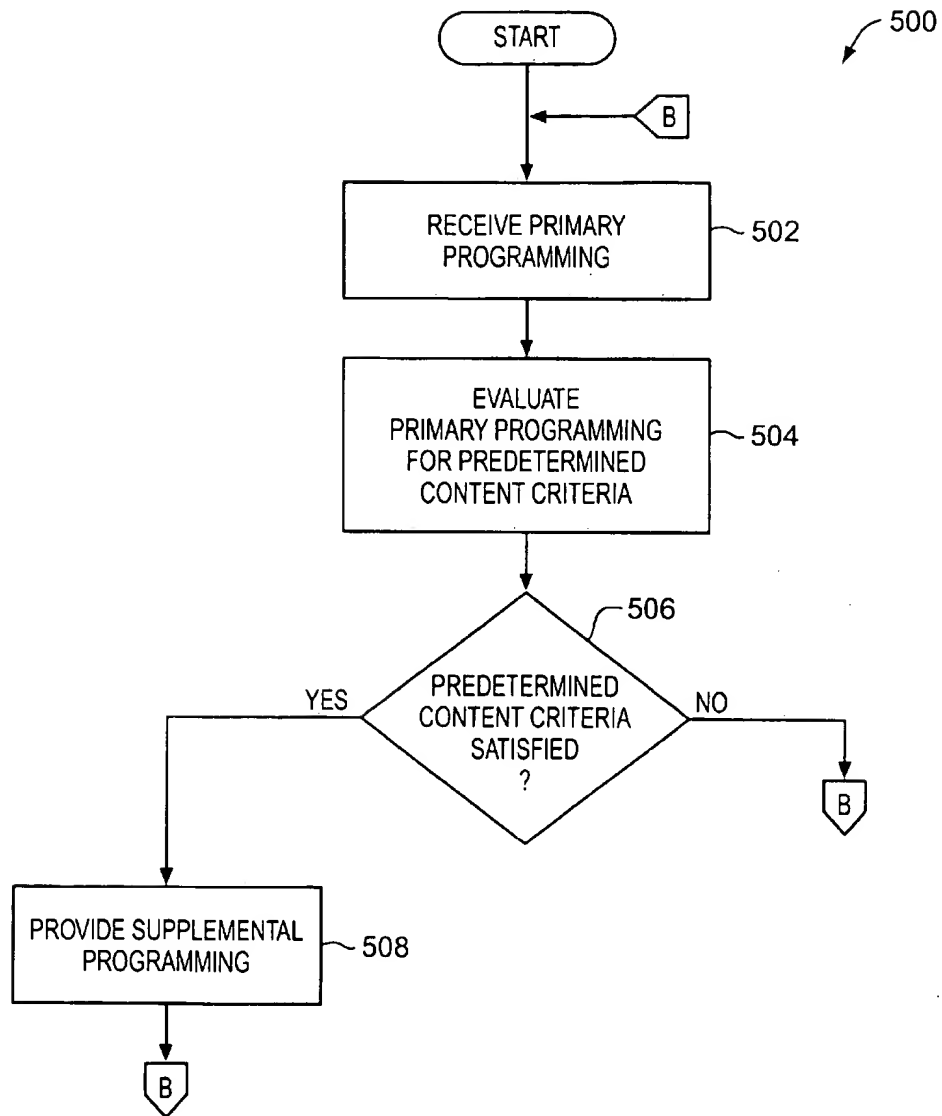 500
START
B
RECEIVE PRIMARY
PROGRAMMING
502
EVALUATE
PRIMARY PROGRAMMING
FOR PREDETERMINED
CONTENT CRITERIA
504
506
PREDETERMINED
CONTENT CRITERIA
SATISFIED
?
YES
NO
B
PROVIDE SUPPLEMENTAL
PROGRAMMING
508
B